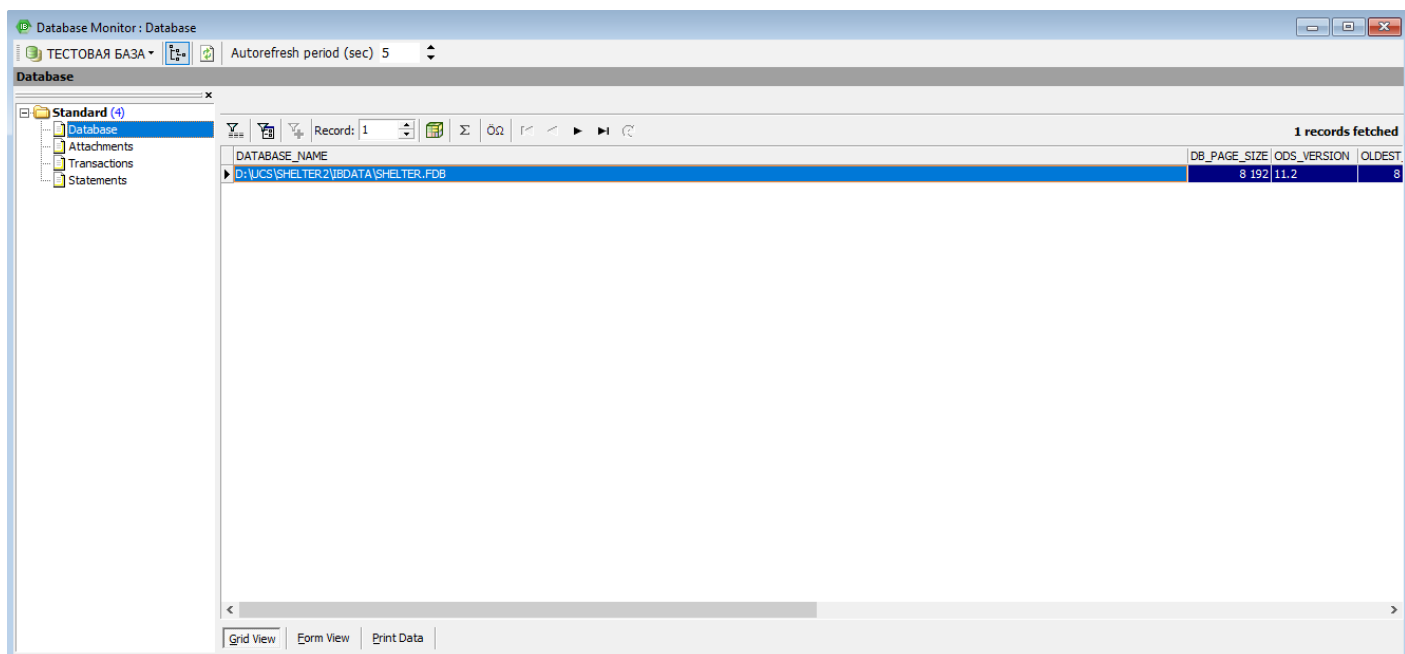 Database Monitor : Database
ТЕСТОВАЯ БАЗА Autorefresh period (sec) 5
Database
Standard (4)
Database
Attachments
Transactions
Statements
Record: 1 Σ ÖΩ 1 records fetched
DATABASE_NAME DB_PAGE_SIZE ODS_VERSION OLDEST_
D:\UCS\SHELTER2\IBDATA\SHELTER.FDB 8 192 11.2 8
Grid View Form View Print Data